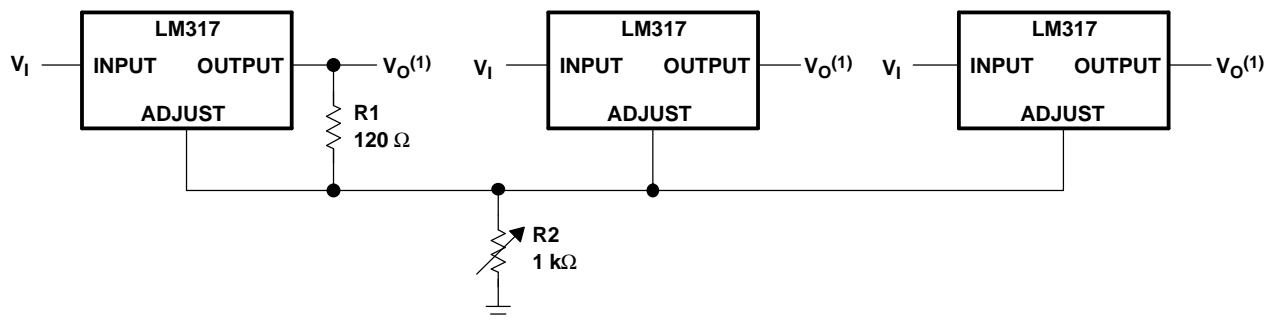 LM317
V_I INPUT OUTPUT V_O(1)
ADJUST
R1
120 Ω
LM317
V_I INPUT OUTPUT V_O(1)
ADJUST
LM317
V_I INPUT OUTPUT V_O(1)
ADJUST
R2
1 kΩ